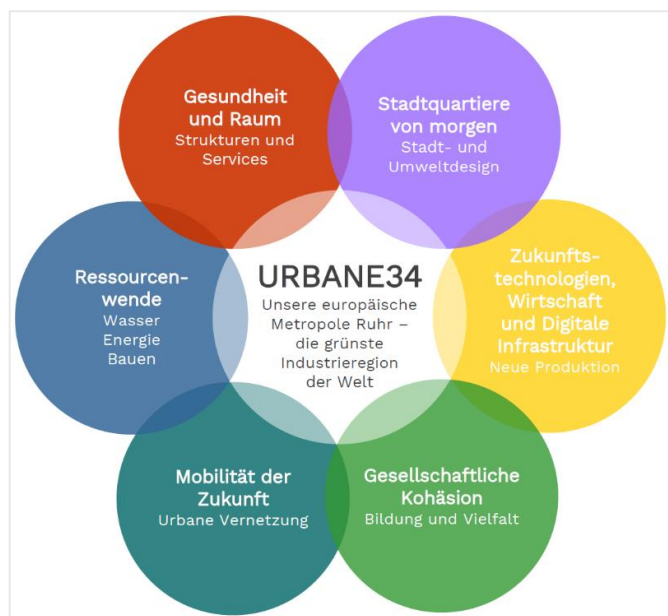 Gesundheit
und Raum
Strukturen und
Services
Stadtquartiere
von morgen
Stadt- und
Umweltdesign
Ressourcen-
wende
Wasser
Energie
Bauen
URBANE34
Unsere europäische
Metropole Ruhr –
die grünste
Industrieregion
der Welt
Zukunfts-
technologien,
Wirtschaft
und Digitale
Infrastruktur
Neue Produktion
Mobilität der
Zukunft
Urbane Vernetzung
Gesellschaftliche
Kohäsion
Bildung und Vielfalt